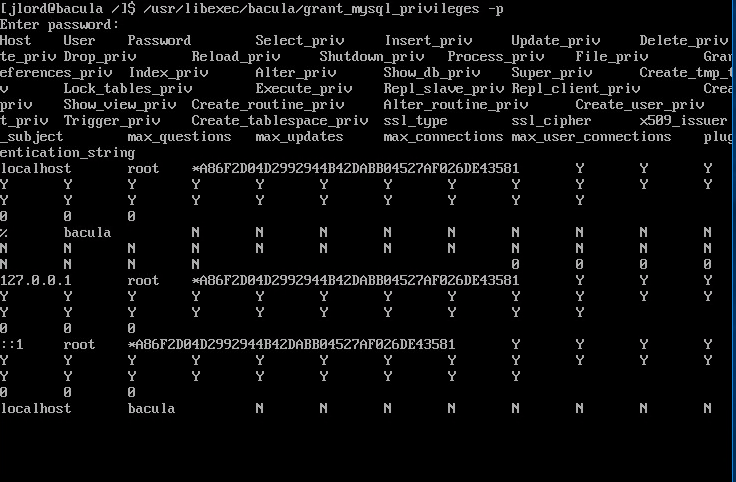 [jlord@bacula /]$ /usr/libexec/bacula/grant_mysql_privileges -p
Enter password:
Host User Password Select_priv Insert_priv Update_priv Delete_priv
te_priv Drop_priv Reload_priv Shutdown_priv Process_priv File_priv Gran
eferences_priv Index_priv Alter_priv Show_db_priv Super_priv Create_tmp_t
v Lock_tables_priv Execute_priv Repl_slave_priv Repl_client_priv Crea
priv Show_view_priv Create_routine_priv Alter_routine_priv Create_user_priv
t_priv Trigger_priv Create_tablespace_priv ssl_type ssl_cipher x509_issuer
_subject max_questions max_updates max_connections max_user_connections plug
entication_string
localhost root *A86F2D04D2992944B42DABB04527AF026DE43581 Y Y Y
Y Y Y Y Y Y Y Y Y Y Y Y
Y Y Y Y Y Y Y Y Y Y
0 0 0
% bacula N N N N N N N N N
N N N N N N N N N N N N
N N N N 0 0 0 0
127.0.0.1 root *A86F2D04D2992944B42DABB04527AF026DE43581 Y Y Y
Y Y Y Y Y Y Y Y Y Y Y Y
Y Y Y Y Y Y Y Y Y Y
0 0 0
::1 root *A86F2D04D2992944B42DABB04527AF026DE43581 Y Y Y Y
Y Y Y Y Y Y Y Y Y Y Y Y
Y Y Y Y Y Y Y Y Y
0 0 0
localhost bacula N N N N N N N N